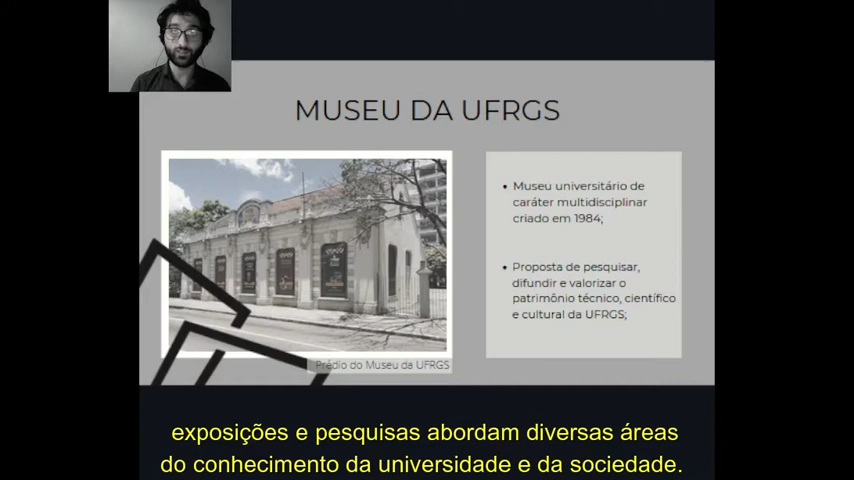 MUSEU DA UFRGS
• Museu universitário de
caráter multidisciplinar
criado em 1984;
• Proposta de pesquisar,
difundir e valorizar o
patrimônio técnico, científico
e cultural da UFRGS;
Prédio do Museu da UFRGS
exposições e pesquisas abordam diversas áreas
do conhecimento da universidade e da sociedade.